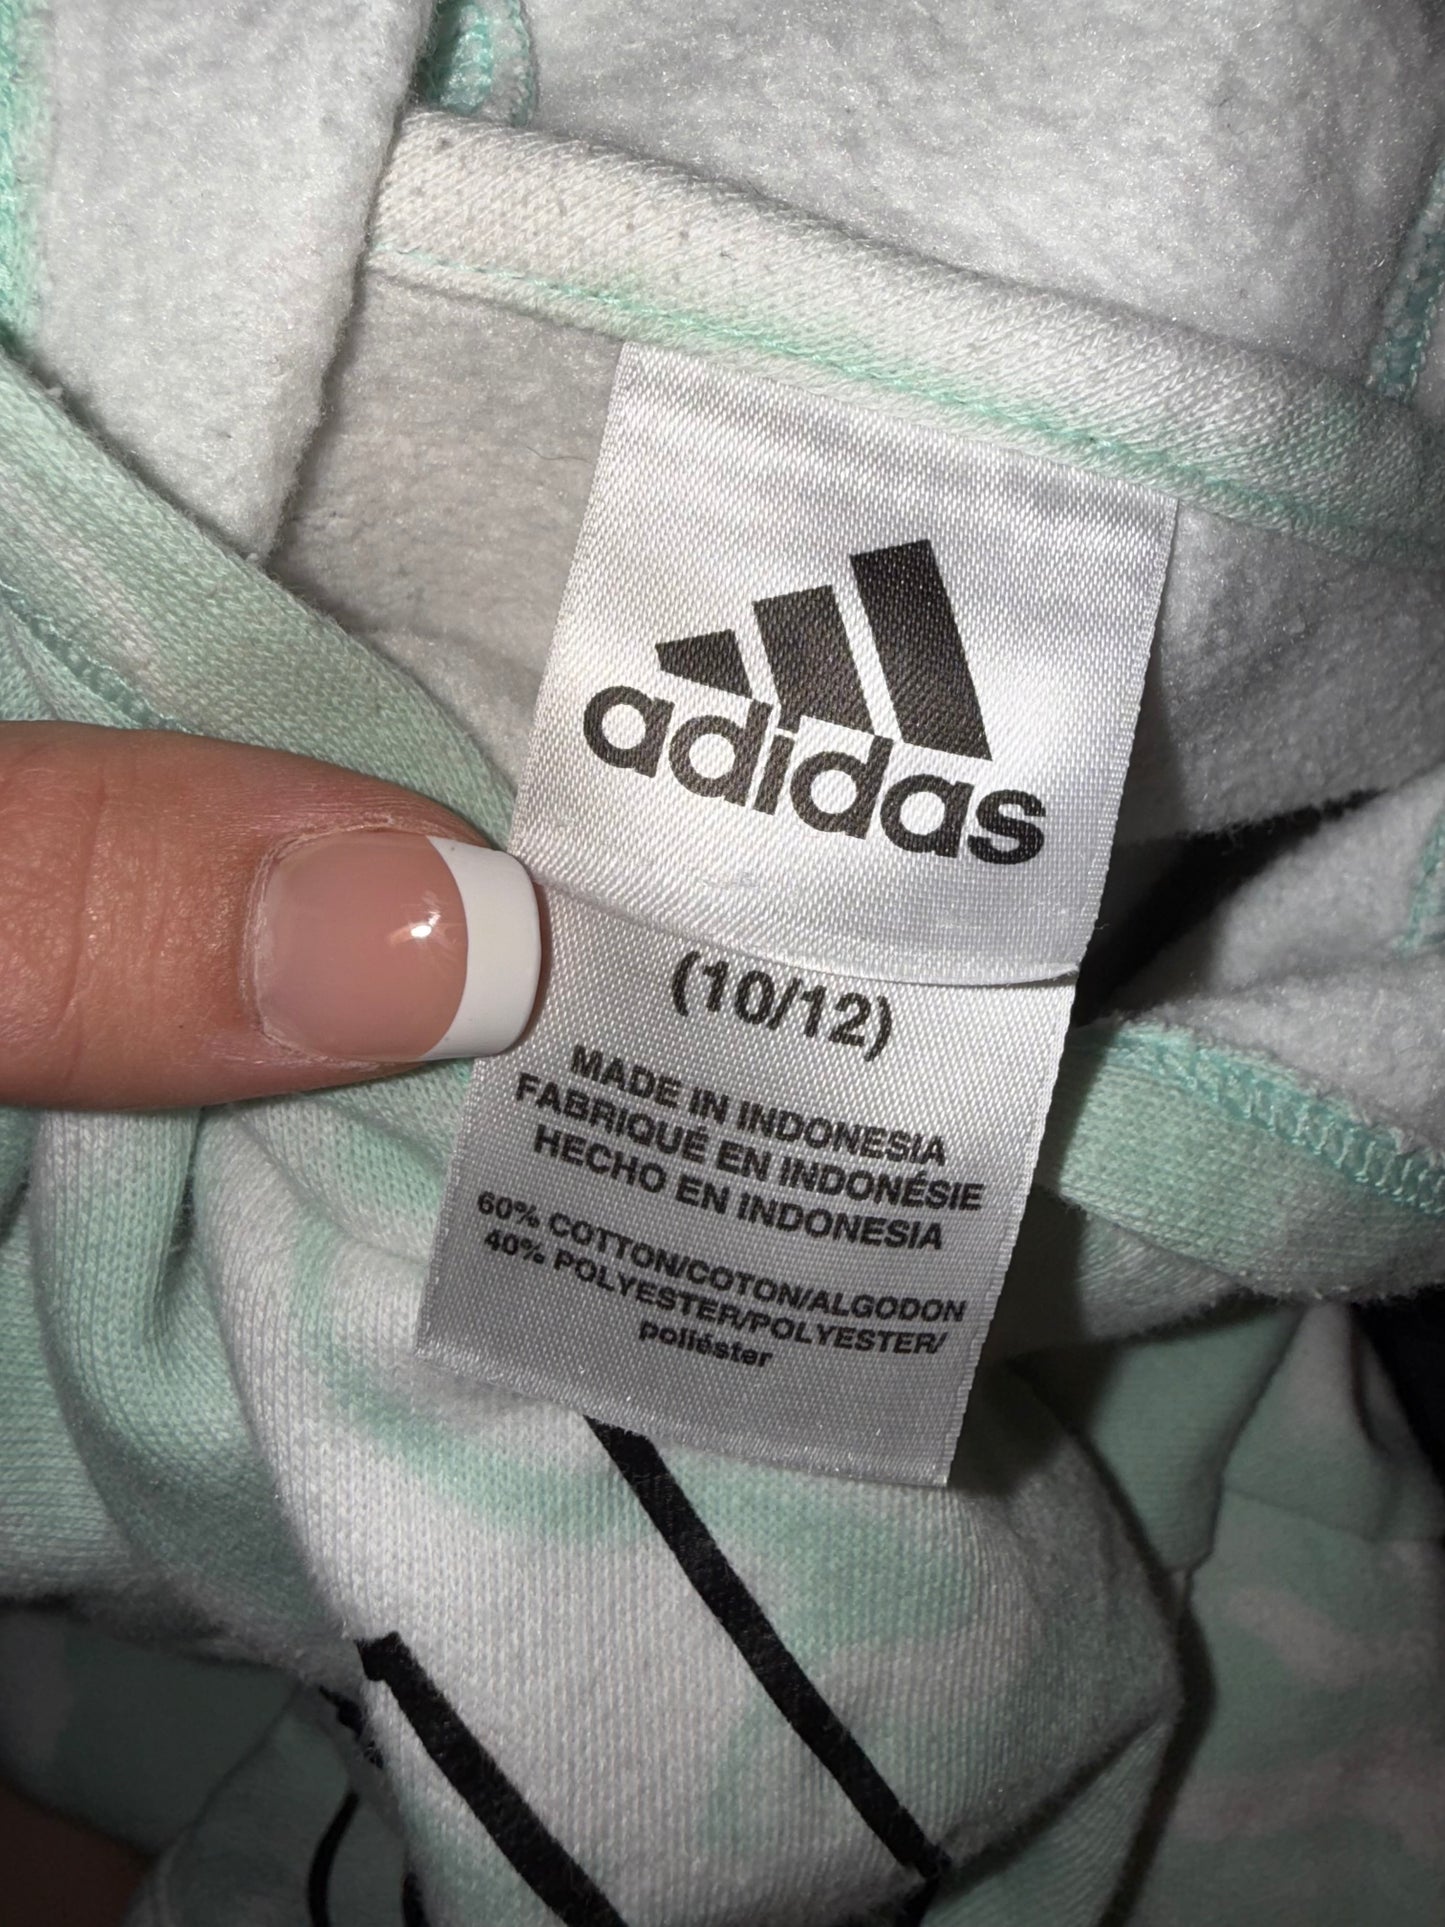 adidas
(10/12)
MADE IN INDONESIA
FABRIQUÉ EN INDONÉSIE
HECHO EN INDONESIA
60% COTTON/COTON/ALGODON
40% POLYESTER/POLYESTER/
poliéster